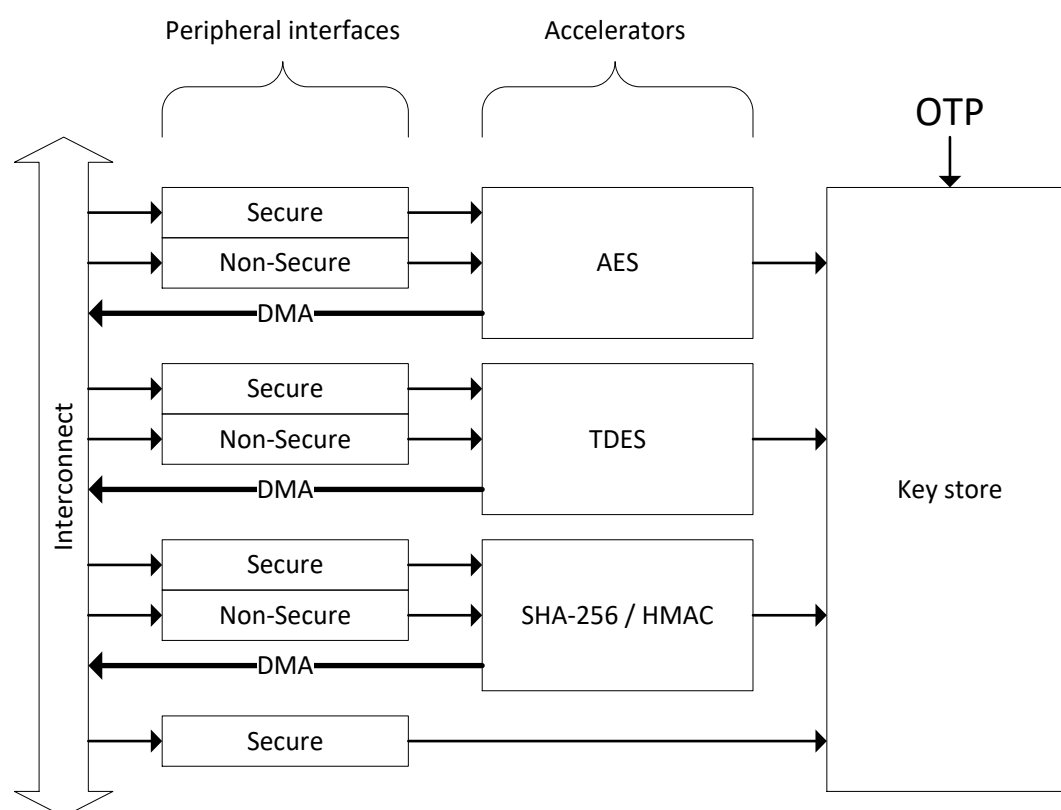 Peripheral interfaces
Accelerators
OTP
Secure
Non-Secure
AES
DMA
Secure
Non-Secure
TDES
DMA
Interconnect
Key store
Secure
Non-Secure
SHA-256 / HMAC
DMA
Secure